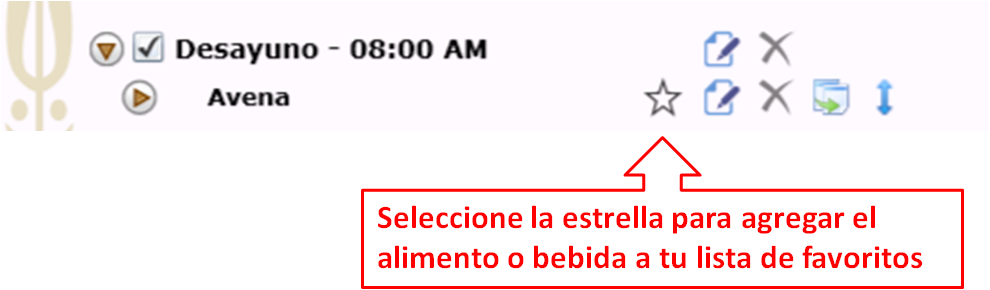 Desayuno - 08:00 AM
Avena
Seleccione la estrella para agregar el
alimento o bebida a tu lista de favoritos